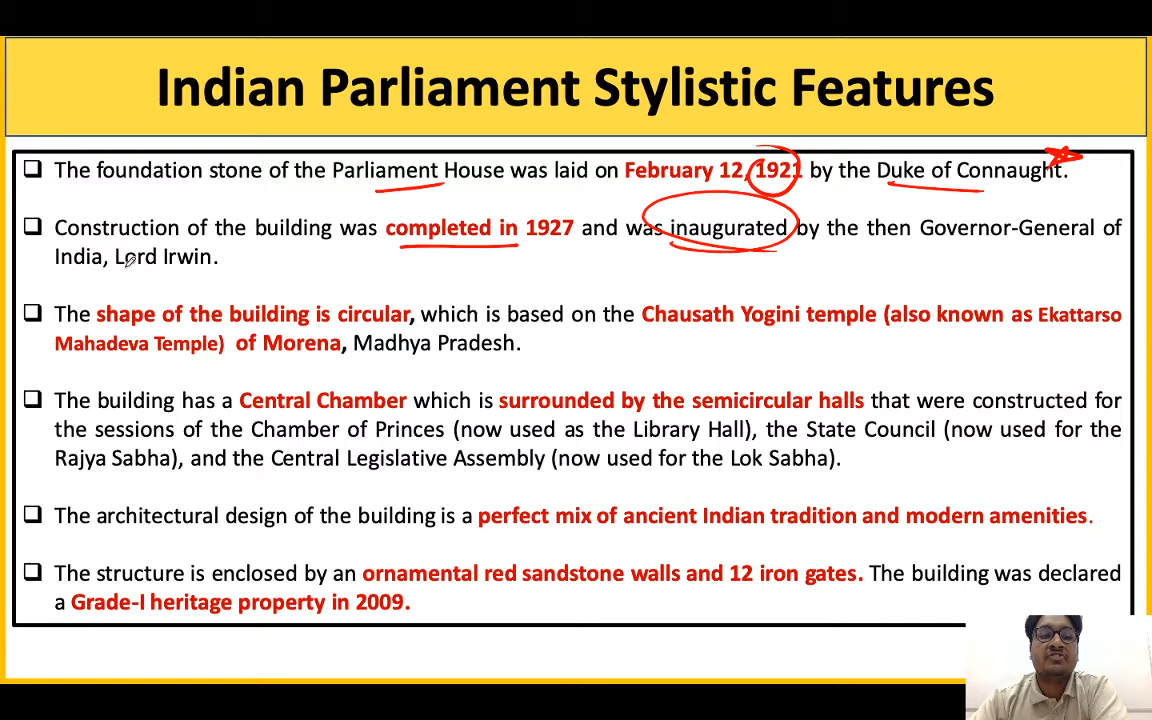 Indian Parliament Stylistic Features
❑ The foundation stone of the Parliament House was laid on February 12, 1921 by the Duke of Connaught.
❑ Construction of the building was completed in 1927 and was inaugurated by the then Governor-General of
India, Lord Irwin.
❑ The shape of the building is circular, which is based on the Chausath Yogini temple (also known as Ekattarso
Mahadeva Temple) of Morena, Madhya Pradesh.
❑ The building has a Central Chamber which is surrounded by the semicircular halls that were constructed for
the sessions of the Chamber of Princes (now used as the Library Hall), the State Council (now used for the
Rajya Sabha), and the Central Legislative Assembly (now used for the Lok Sabha).
❑ The architectural design of the building is a perfect mix of ancient Indian tradition and modern amenities.
❑ The structure is enclosed by an ornamental red sandstone walls and 12 iron gates. The building was declared
a Grade-I heritage property in 2009.